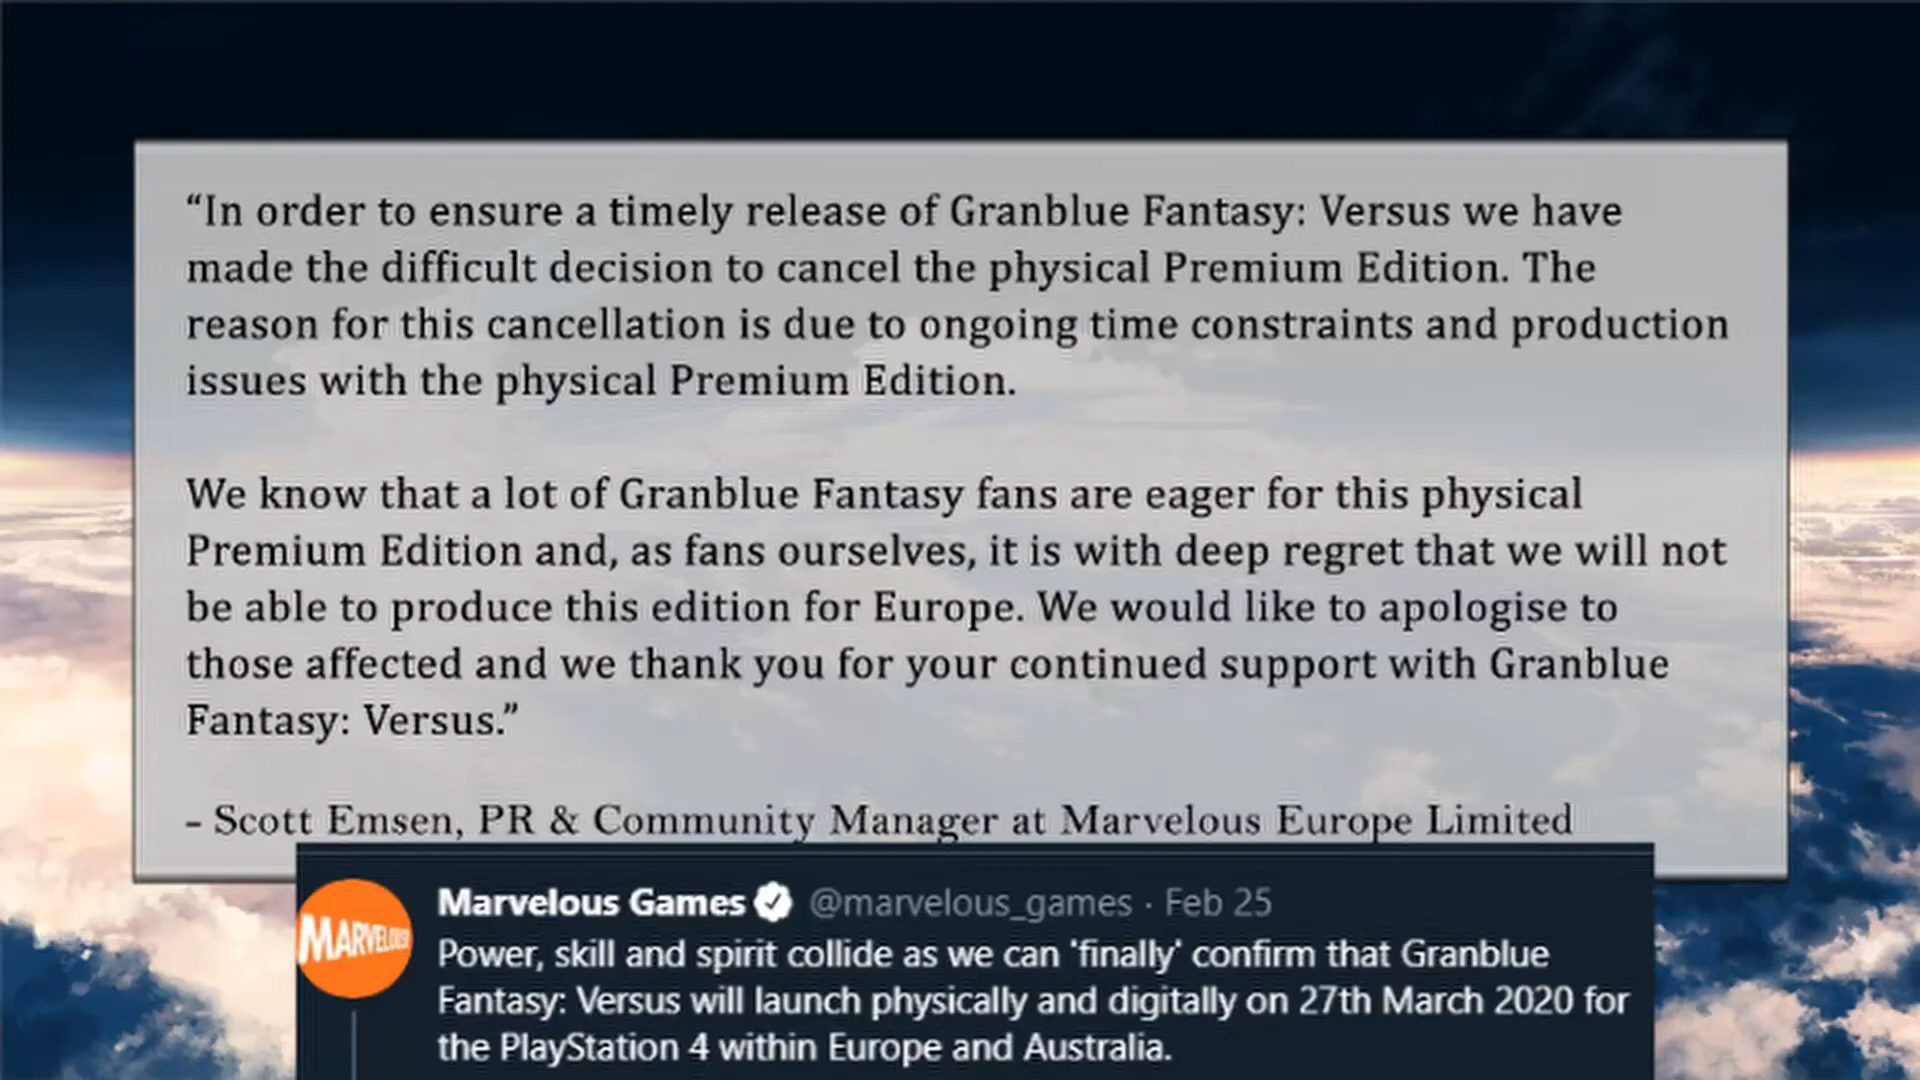 “In order to ensure a timely release of Granblue Fantasy: Versus we have
made the difficult decision to cancel the physical Premium Edition. The
reason for this cancellation is due to ongoing time constraints and production
issues with the physical Premium Edition.
We know that a lot of Granblue Fantasy fans are eager for this physical
Premium Edition and, as fans ourselves, it is with deep regret that we will not
be able to produce this edition for Europe. We would like to apologise to
those affected and we thank you for your continued support with Granblue
Fantasy: Versus.”
– Scott Emsen, PR & Community Manager at Marvelous Europe Limited
Marvelous Games @marvelous_games · Feb 25
MARVELOUS!
Power, skill and spirit collide as we can 'finally' confirm that Granblue
Fantasy: Versus will launch physically and digitally on 27th March 2020 for
the PlayStation 4 within Europe and Australia.